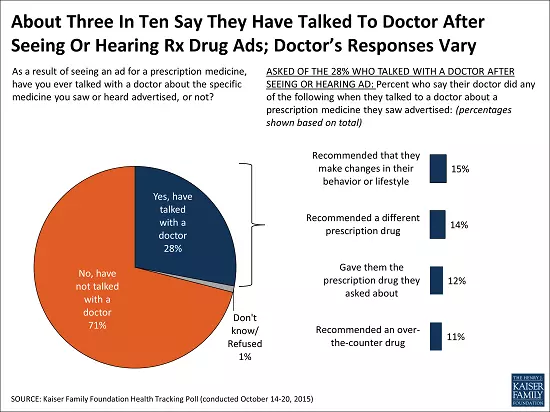 About Three In Ten Say They Have Talked To Doctor After
Seeing Or Hearing Rx Drug Ads; Doctor's Responses Vary
As a result of seeing an ad for a prescription medicine,
have you ever talked with a doctor about the specific
medicine you saw or heard advertised, or not?
ASKED OF THE 28% WHO TALKED WITH A DOCTOR AFTER
SEEING OR HEARING AD: Percent who say their doctor did any
of the following when they talked to a doctor about a
prescription medicine they saw advertised: (percentages
shown based on total)
Yes, have
talked
with a
doctor
28%
No, have
not talked
with a
doctor
71%
Don't
know/
Refused
1%
Recommended that they
make changes in their
behavior or lifestyle
15%
Recommended a different
prescription drug
14%
Gave them the
prescription drug they
asked about
12%
Recommended an over-
the-counter drug
11%
SOURCE: Kaiser Family Foundation Health Tracking Poll (conducted October 14-20, 2015)
THE HENRY J.
KAISER
FAMILY
FOUNDATION